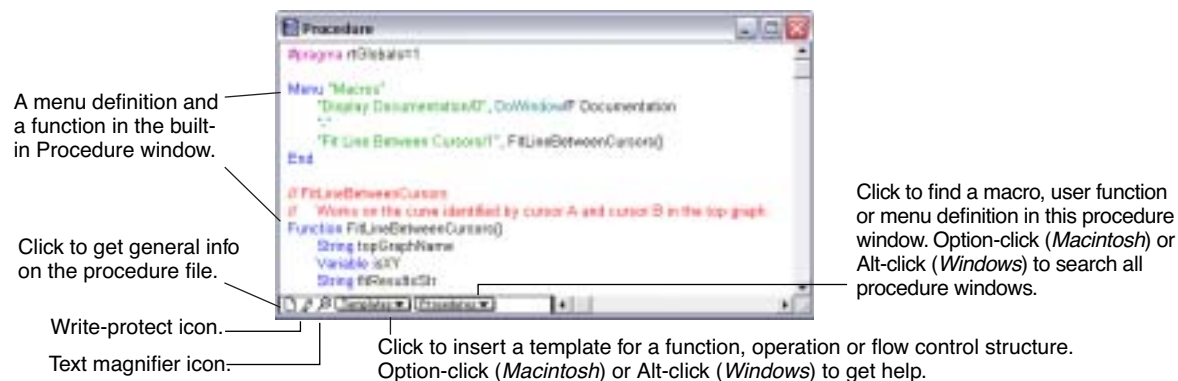 Procedure
#pragma rtGlobals=1
Menu "Macros"
"Display Documentation/0", DoWindow/F Documentation
"-"
"Fit Line Between Cursors/1", FitLineBetweenCursors()
End
// FitLineBetweenCursors
// Works on the curve identified by cursor A and cursor B in the top graph.
Function FitLineBetweenCursors()
String topGraphName
Variable isXY
String fitResultsStr
Templates
Procedures
A menu definition and
a function in the built-
in Procedure window.
Click to get general info
on the procedure file.
Write-protect icon.
Text magnifier icon.
Click to insert a template for a function, operation or flow control structure.
Option-click (Macintosh) or Alt-click (Windows) to get help.
Click to find a macro, user function
or menu definition in this procedure
window. Option-click (Macintosh) or
Alt-click (Windows) to search all
procedure windows.